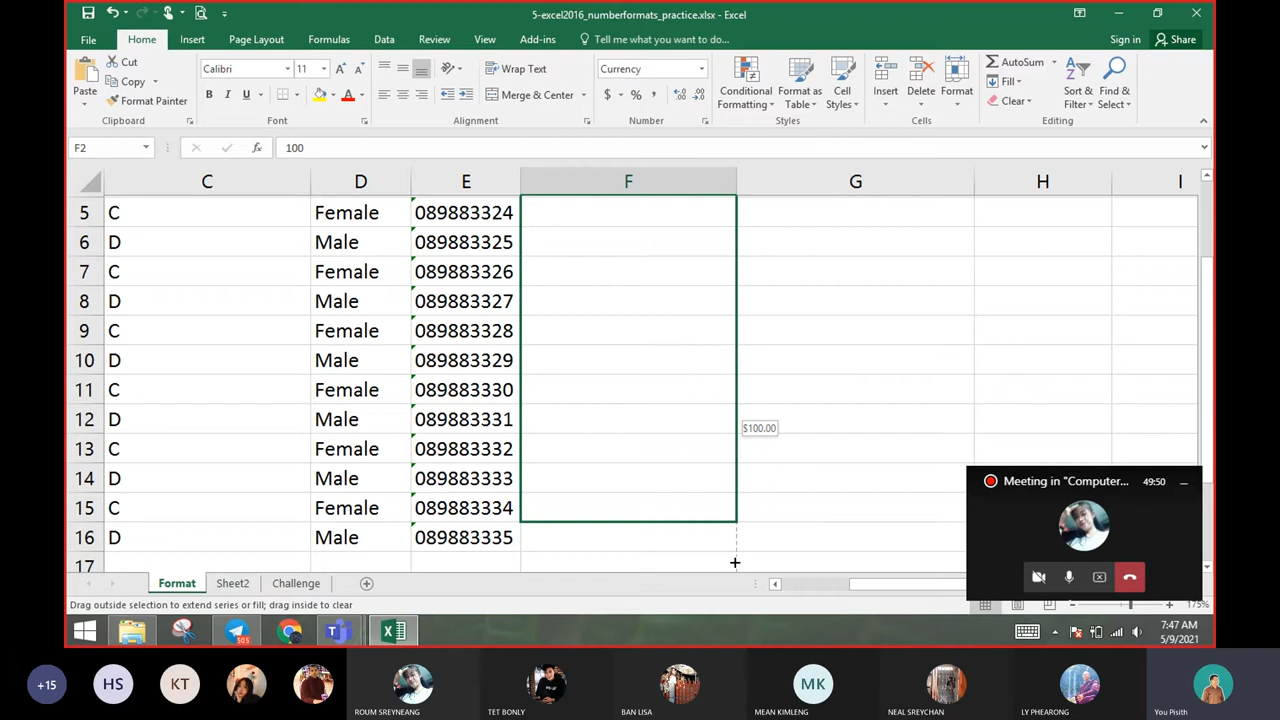 5-excel2016_numberformats_practice.xlsx - Excel
File Home Insert Page Layout Formulas Data Review View Add-ins Tell me what you want to do... Sign in Share
Paste Cut Copy Format Painter
Calibri 11
B I U A
Wrap Text
Merge & Center
Currency
$ % ,
Conditional Formatting Format as Table Cell Styles
Insert Delete Format
AutoSum Fill Clear
Sort & Filter Find & Select
Clipboard Font Alignment Number Styles Cells Editing
F2 fx 100
C D E F G H I
5 C Female 089883324
6 D Male 089883325
7 C Female 089883326
8 D Male 089883327
9 C Female 089883328
10 D Male 089883329
11 C Female 089883330
12 D Male 089883331
$100.00
13 C Female 089883332
14 D Male 089883333
15 C Female 089883334
16 D Male 089883335
17
Meeting in "Computer... 49:50
Format Sheet2 Challenge
Drag outside selection to extend series or fill; drag inside to clear
175%
505
7:47 AM
5/9/2021
+15 HS KT MK
ROUM SREYNEANG TET BONLY BAN LISA MEAN KIMLENG NEAL SREYCHAN LY PHEARONG You Pisith